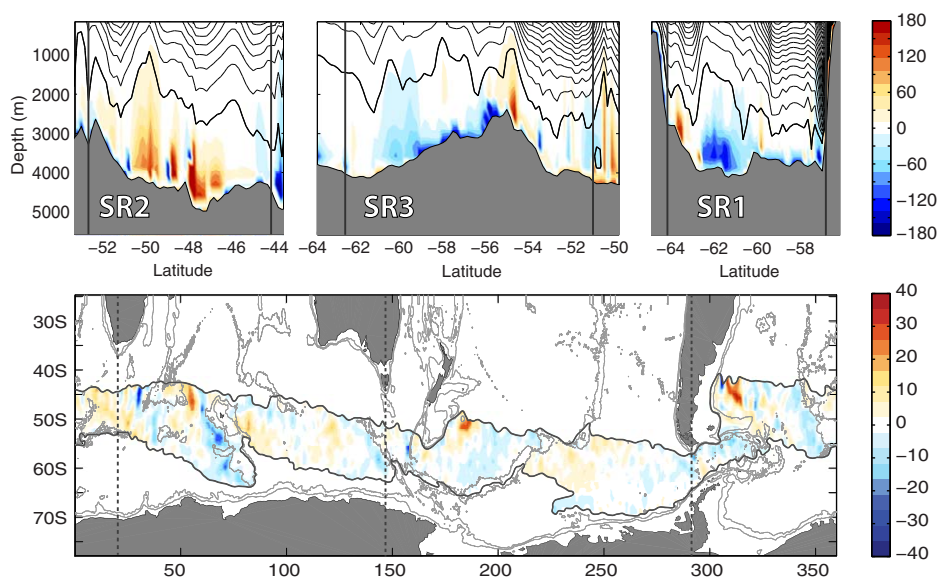 1000
2000
3000
4000
5000
Depth (m)
SR2
SR3
SR1
−52 −50 −48 −46 −44
−64 −62 −60 −58 −56 −54 −52 −50
−64 −62 −60 −58
Latitude
Latitude
Latitude
180
120
60
0
−60
−120
−180
30S
40S
50S
60S
70S
50 100 150 200 250 300 350
40
30
20
10
0
−10
−20
−30
−40